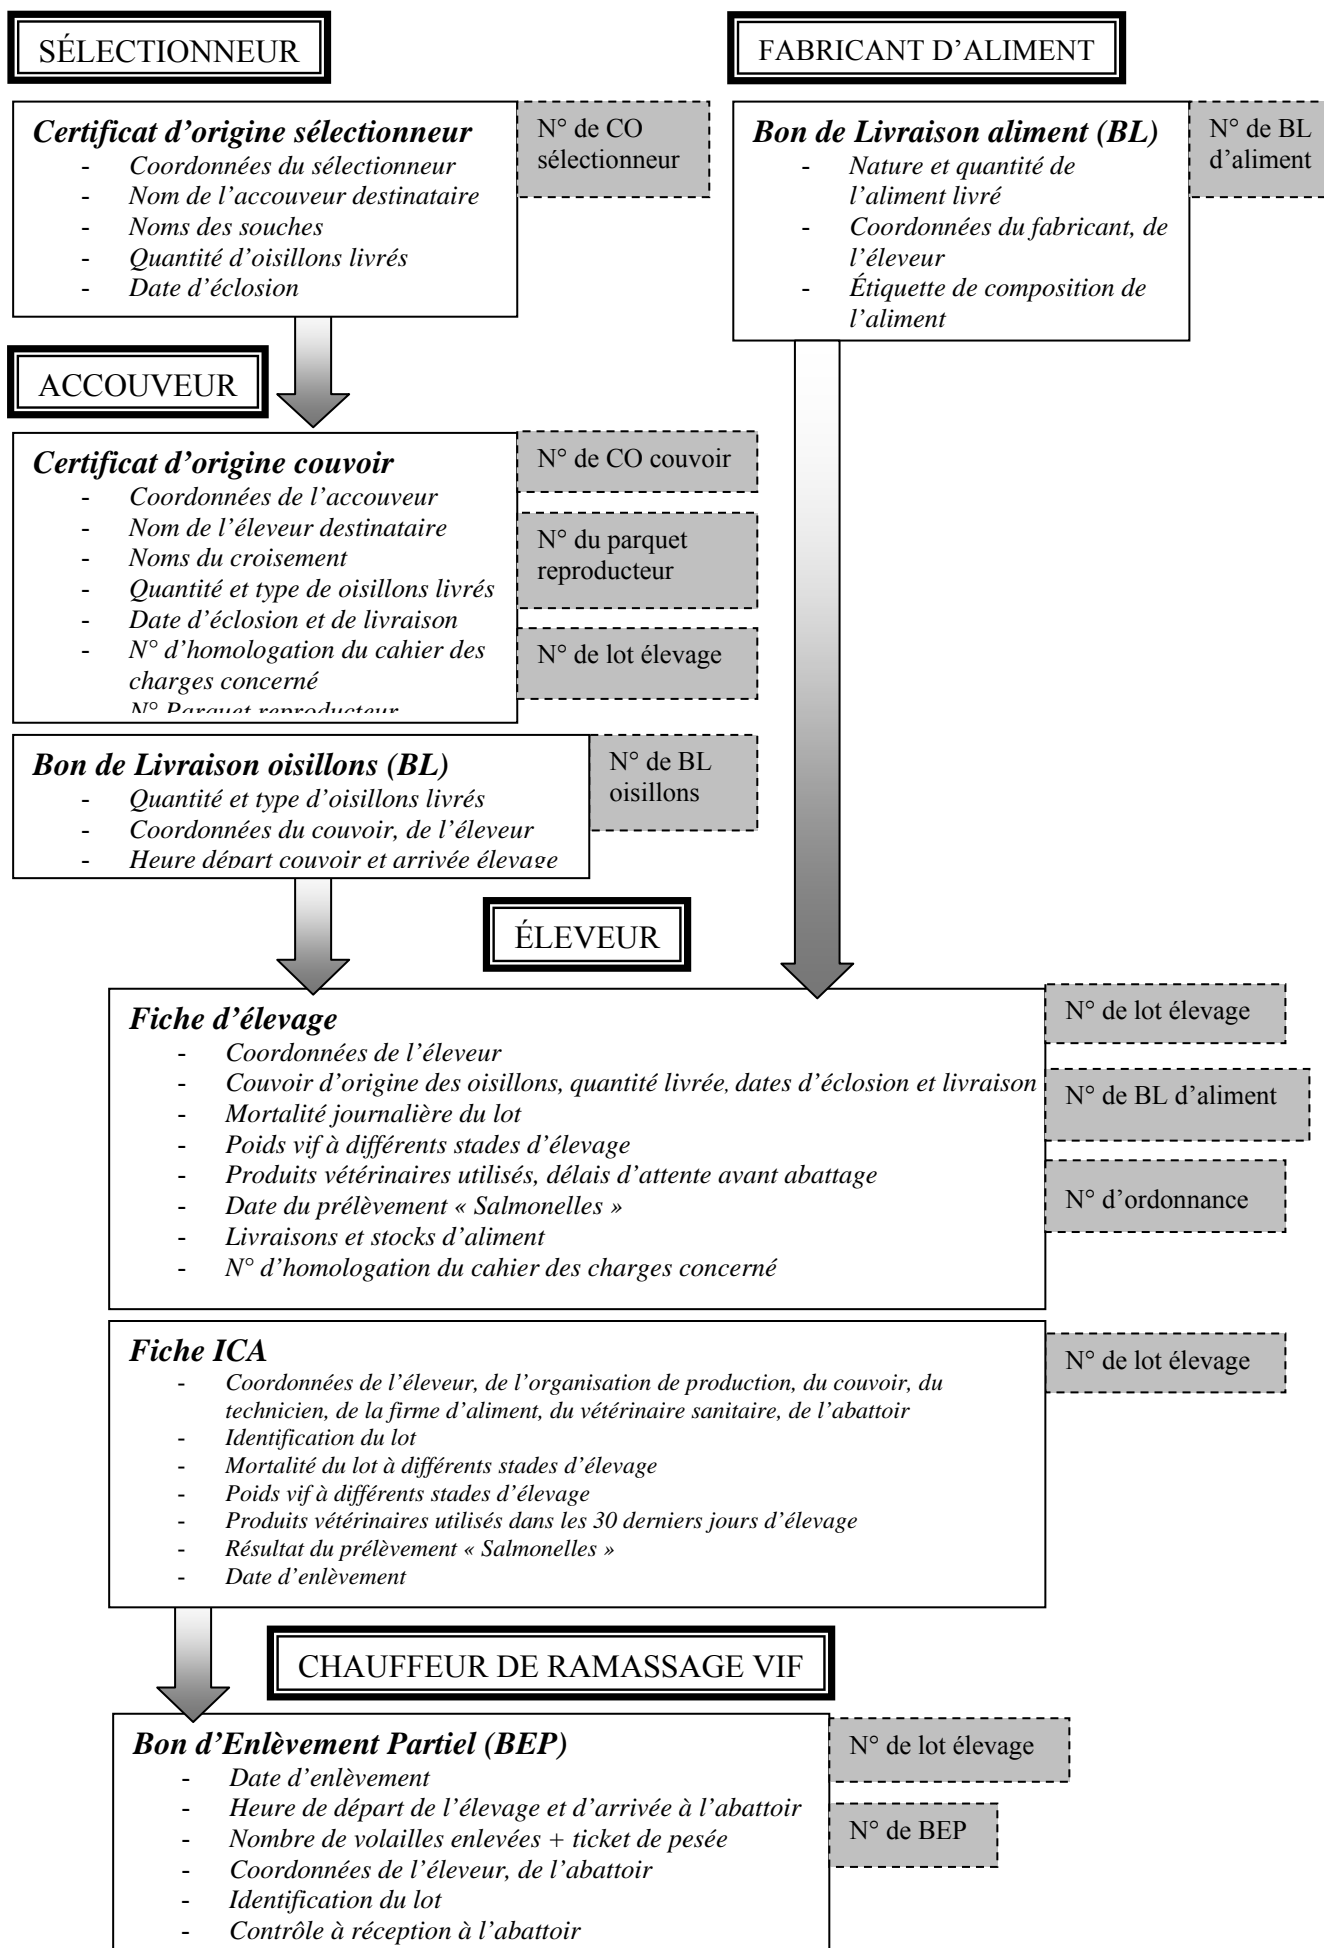 SÉLECTIONNEUR
FABRICANT D’ALIMENT
Certificat d’origine sélectionneur
- Coordonnées du sélectionneur
- Nom de l’accouveur destinataire
- Noms des souches
- Quantité d’oisillons livrés
- Date d’éclosion
N° de CO
sélectionneur
Bon de Livraison aliment (BL)
- Nature et quantité de
l’aliment livré
- Coordonnées du fabricant, de
l’éleveur
- Étiquette de composition de
l’aliment
N° de BL
d’aliment
ACCOUVEUR
Certificat d’origine couvoir
- Coordonnées de l’accouveur
- Nom de l’éleveur destinataire
- Noms du croisement
- Quantité et type de oisillons livrés
- Date d’éclosion et de livraison
- N° d’homologation du cahier des
charges concerné
N° Parquet reproducteur
N° de CO couvoir
N° du parquet
reproducteur
N° de lot élevage
Bon de Livraison oisillons (BL)
- Quantité et type d’oisillons livrés
- Coordonnées du couvoir, de l’éleveur
- Heure départ couvoir et arrivée élevage
N° de BL
oisillons
ÉLEVEUR
Fiche d’élevage
- Coordonnées de l’éleveur
- Couvoir d’origine des oisillons, quantité livrée, dates d’éclosion et livraison
- Mortalité journalière du lot
- Poids vif à différents stades d’élevage
- Produits vétérinaires utilisés, délais d’attente avant abattage
- Date du prélèvement « Salmonelles »
- Livraisons et stocks d’aliment
- N° d’homologation du cahier des charges concerné
N° de lot élevage
N° de BL d’aliment
N° d’ordonnance
Fiche ICA
- Coordonnées de l’éleveur, de l’organisation de production, du couvoir, du
technicien, de la firme d’aliment, du vétérinaire sanitaire, de l’abattoir
- Identification du lot
- Mortalité du lot à différents stades d’élevage
- Poids vif à différents stades d’élevage
- Produits vétérinaires utilisés dans les 30 derniers jours d’élevage
- Résultat du prélèvement « Salmonelles »
- Date d’enlèvement
N° de lot élevage
CHAUFFEUR DE RAMASSAGE VIF
Bon d’Enlèvement Partiel (BEP)
- Date d’enlèvement
- Heure de départ de l’élevage et d’arrivée à l’abattoir
- Nombre de volailles enlevées + ticket de pesée
- Coordonnées de l’éleveur, de l’abattoir
- Identification du lot
- Contrôle à réception à l’abattoir
N° de lot élevage
N° de BEP